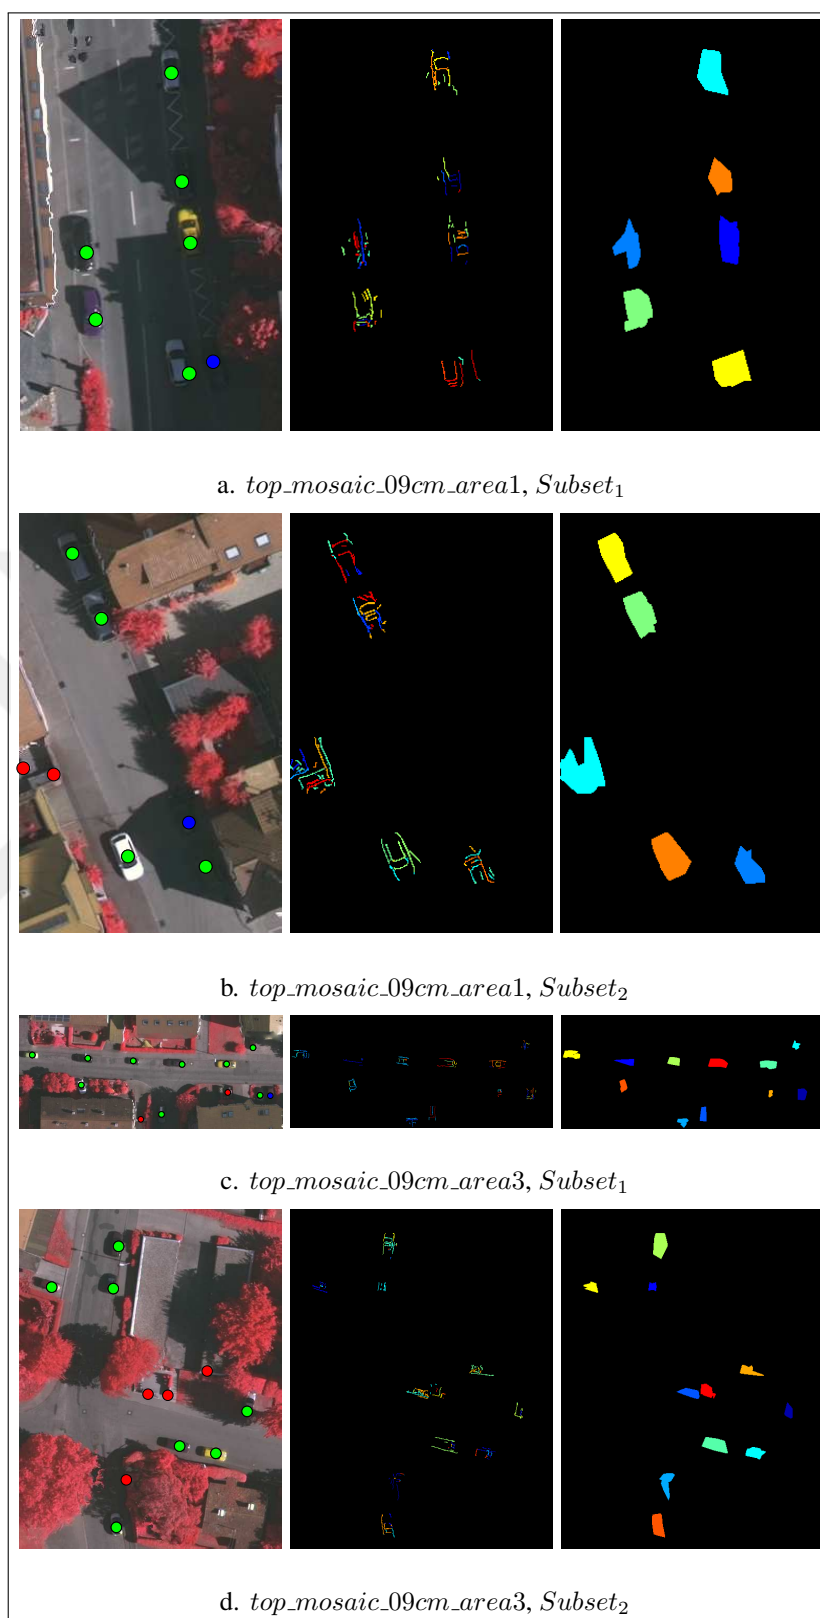 a. top_mosaic_09cm_area1, Subset₁
b. top_mosaic_09cm_area1, Subset₂
c. top_mosaic_09cm_area3, Subset₁
d. top_mosaic_09cm_area3, Subset₂